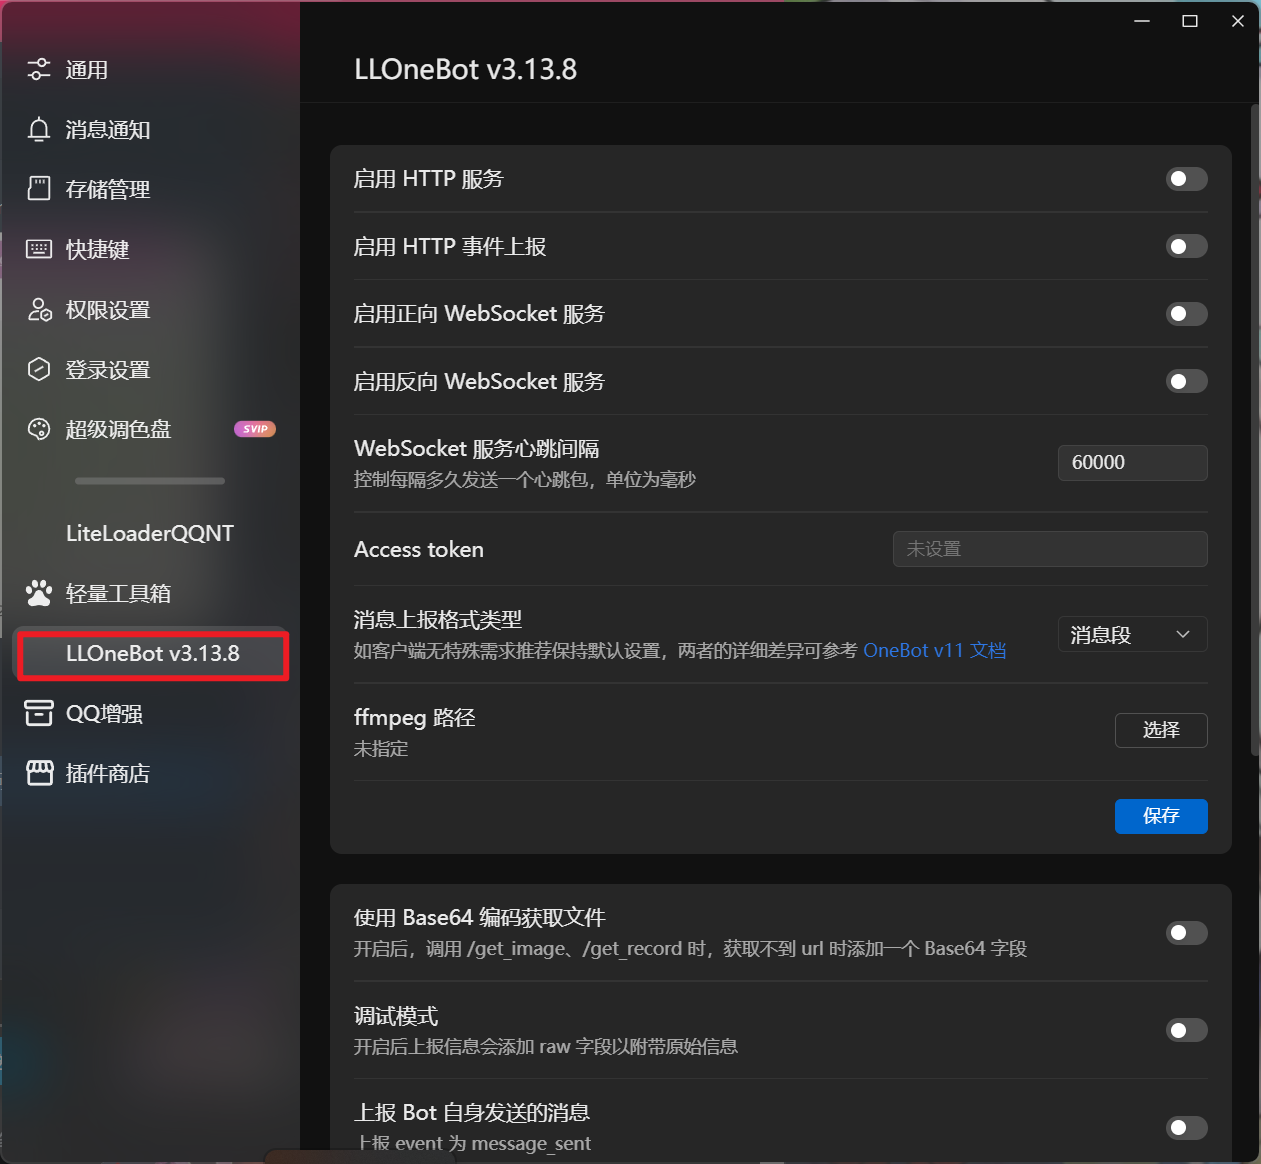 通用
消息通知
存储管理
快捷键
权限设置
登录设置
超级调色盘 SVIP
LiteLoaderQQNT
轻量工具箱
LLOneBot v3.13.8
QQ增强
插件商店
LLOneBot v3.13.8
启用 HTTP 服务
启用 HTTP 事件上报
启用正向 WebSocket 服务
启用反向 WebSocket 服务
WebSocket 服务心跳间隔
控制每隔多久发送一个心跳包，单位为毫秒
60000
Access token
未设置
消息上报格式类型
如客户端无特殊需求推荐保持默认设置，两者的详细差异可参考 OneBot v11 文档
消息段
ffmpeg 路径
未指定
选择
保存
使用 Base64 编码获取文件
开启后，调用 /get_image、/get_record 时，获取不到 url 时添加一个 Base64 字段
调试模式
开启后上报信息会添加 raw 字段以附带原始信息
上报 Bot 自身发送的消息
上报 event 为 message_sent